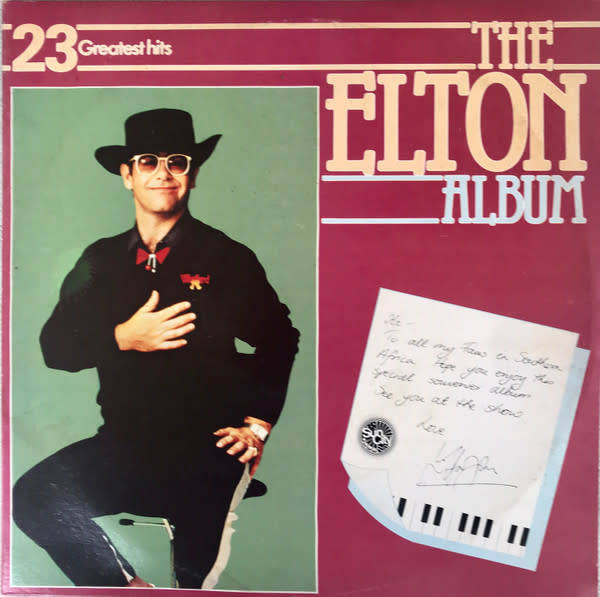 23 Greatest hits
THE
ELTON
ALBUM
Hi -
To all my Fans in Southern
Africa hope you enjoy this
special souvenir album
See you at the show
Love